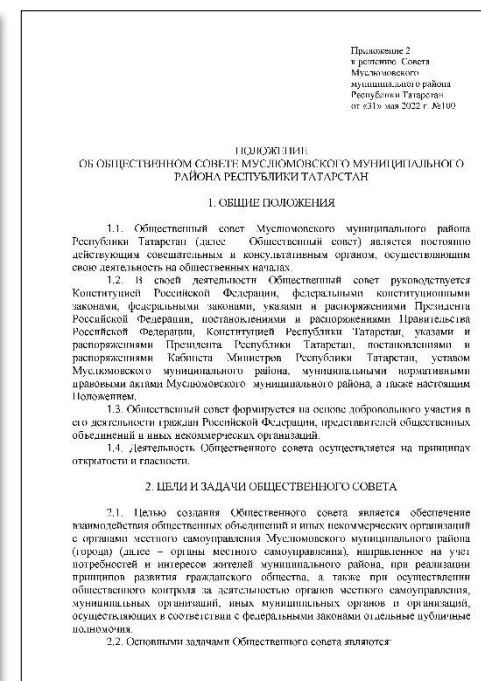 Приложение 2
к решению Совета
Муслюмовского
муниципального района
Республики Татарстан
от «31» мая 2022 г. №100
ПОЛОЖЕНИЕ
ОБ ОБЩЕСТВЕННОМ СОВЕТЕ МУСЛЮМОВСКОГО МУНИЦИПАЛЬНОГО
РАЙОНА РЕСПУБЛИКИ ТАТАРСТАН
1. ОБЩИЕ ПОЛОЖЕНИЯ
1.1. Общественный совет Муслюмовского муниципального района
Республики Татарстан (далее Общественный совет) является постоянно
действующим совещательным и консультативным органом, осуществляющим
свою деятельность на общественных началах.
1.2. В своей деятельности Общественный совет руководствуется
Конституцией Российской Федерации, федеральными конституционными
законами, федеральными законами, указами и распоряжениями Президента
Российской Федерации, постановлениями и распоряжениями Правительства
Российской Федерации, Конституцией Республики Татарстан, указами и
распоряжениями Президента Республики Татарстан, постановлениями и
распоряжениями Кабинета Министров Республики Татарстан, уставом
Муслюмовского муниципального района, муниципальными нормативными
правовыми актами Муслюмовского муниципального района, а также настоящим
Положением.
1.3. Общественный совет формируется на основе добровольного участия в
его деятельности граждан Российской Федерации, представителей общественных
объединений и иных некоммерческих организаций.
1.4. Деятельность Общественного совета осуществляется на принципах
открытости и гласности.
2. ЦЕЛИ И ЗАДАЧИ ОБЩЕСТВЕННОГО СОВЕТА
2.1. Целью создания Общественного совета является обеспечение
взаимодействия общественных объединений и иных некоммерческих организаций
с органами местного самоуправления Муслюмовского муниципального района
(города) (далее – органы местного самоуправления), направленное на учет
потребностей и интересов жителей муниципального района, при реализации
принципов развития гражданского общества, а также при осуществлении
общественного контроля за деятельностью органов местного самоуправления,
муниципальных организаций, иных муниципальных органов и организаций,
осуществляющих в соответствии с федеральными законами отдельные публичные
полномочия.
2.2. Основными задачами Общественного совета являются: